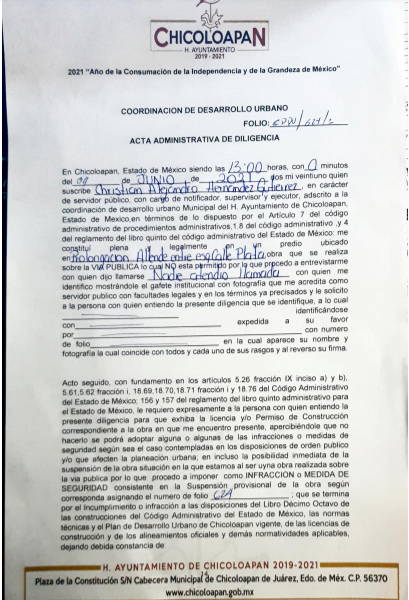 CHICOLOAPAN
H. AYUNTAMIENTO
2019 - 2021
2021 "Año de la Consumación de la Independencia y de la Grandeza de México"
COORDINACION DE DESARROLLO URBANO
FOLIO:
ACTA ADMINISTRATIVA DE DILIGENCIA
En Chicoloapan, Estado de México siendo las 13:00 horas, con 0 minutos
del de JUNIO de 2021 dos mil veintiuno quien
suscribe Christian Alejandro Hernández Gutierrez, en carácter
de servidor público, con cargo de notificador, supervisor y ejecutor, adscrito a la
coordinación de desarrollo urbano Municipal del H. Ayuntamiento de Chicoloapan,
Estado de Mexico,en términos de lo dispuesto por el Artículo 7 del código
administrativo de procedimientos administrativos,1.8 del código administrativo y 4
del reglamento del libro quinto del código administrativo del Estado de México: me
constituí plena y legalmente en un predio ubicado
en Prolongacion Allende entre esq Calle Plata, obra que se realiza
sobre la VIA PUBLICA lo cual NO esta permitido por lo que procedo a entrevistarme
con quien dijo llamarse Nadie atendio llamado con quien me
identifico mostrándole el gafete institucional con fotografía que me acredita como
servidor publico con facultades legales y en los términos ya precisados y le solicito
a la persona con quien entiendo la presente diligencia que se identifique, a lo cual
identificándose
con expedida a su favor
por con numero
de folio en la cual aparece su nombre y
fotografía la cual coincide con todos y cada uno de sus rasgos y al reverso su firma.
Acto seguido, con fundamento en los artículos 5.26 fracción IX inciso a) y b),
5.61,5.62 fracción i, 18.69,18.70,18.71 fracción i y 18.76 del Código Administrativo
del Estado de México; 156 y 157 del reglamento del libro quinto administrativo para
el Estado de México, le requiero expresamente a la persona con quien entiendo la
presente diligencia para que exhiba la licencia y/o Permiso de Construcción
correspondiente a la obra en que me encuentro presente, apercibiéndole que no
hacerlo se podrá adoptar alguna o algunas de las infracciones o medidas de
seguridad según sea el caso contempladas en los disposiciones de orden publico
y/o que afecten la planeación urbana; en incluso la posibilidad inmediata de la
suspensión de la obra situación en la que estamos al ser uyna obra realizada sobre
la via publica por lo que procedo a imponer como INFRACCION o MEDIDA DE
SEGURIDAD consistente en la Suspensión provisional de la obra según
corresponda asignando el numero de folio ; que se termina
por el Incumplimiento o infracción a las disposiciones del Libro Décimo Octavo de
las construcciones del Código Administrativo del Estado de México, las normas
técnicas y el Plan de Desarrollo Urbano de Chicoloapan vigente, de las licencias de
construcción y de los alineamientos oficiales y demás normatividades aplicables,
dejando debida constancia de:
H. AYUNTAMIENTO DE CHICOLOAPAN 2019-2021
Plaza de la Constitución S/N Cabecera Municipal de Chicoloapan de Juárez, Edo. de Méx. C.P. 56370
www.chicoloapan.gob.mx